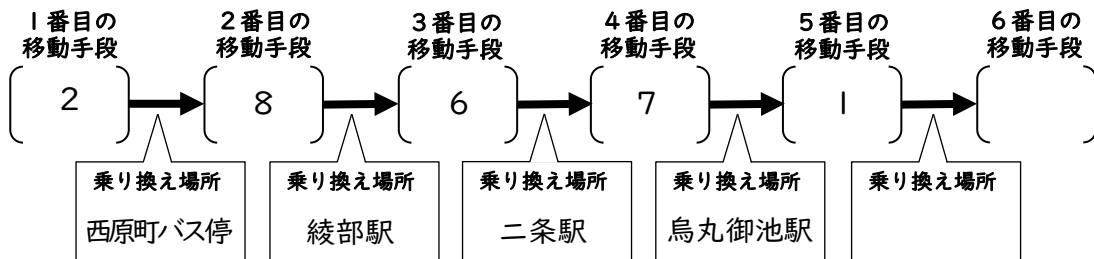 1番目の
移動手段
2番目の
移動手段
3番目の
移動手段
4番目の
移動手段
5番目の
移動手段
6番目の
移動手段
2
8
6
7
1
乗り換え場所
西原町バス停
乗り換え場所
綾部駅
乗り換え場所
二条駅
乗り換え場所
烏丸御池駅
乗り換え場所